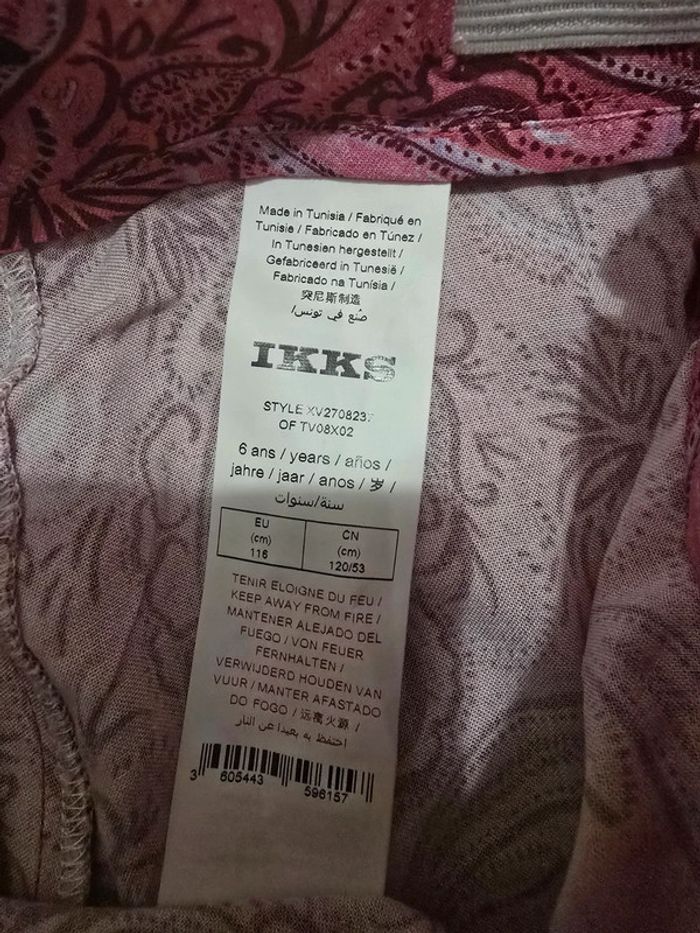 Made in Tunisia / Fabriqué en
Tunisie / Fabricado en Túnez /
In Tunesien hergestellt /
Gefabriceerd in Tunesië /
Fabricado na Tunísia /
突尼斯制造
صُنع في تونس/
IKKS
STYLE XV270823
OF TV08X02
6 ans / years / años /
jahre / jaar / anos / 岁 /
سنة/سنوات
EU
(cm)
116
CN
(cm)
120/53
TENIR ELOIGNE DU FEU /
KEEP AWAY FROM FIRE /
MANTENER ALEJADO DEL
FUEGO / VON FEUER
FERNHALTEN /
VERWIJDERD HOUDEN VAN
VUUR / MANTER AFASTADO
DO FOGO / 远离火源 /
احتفظ به بعيدا عن النار
3 605443 596157